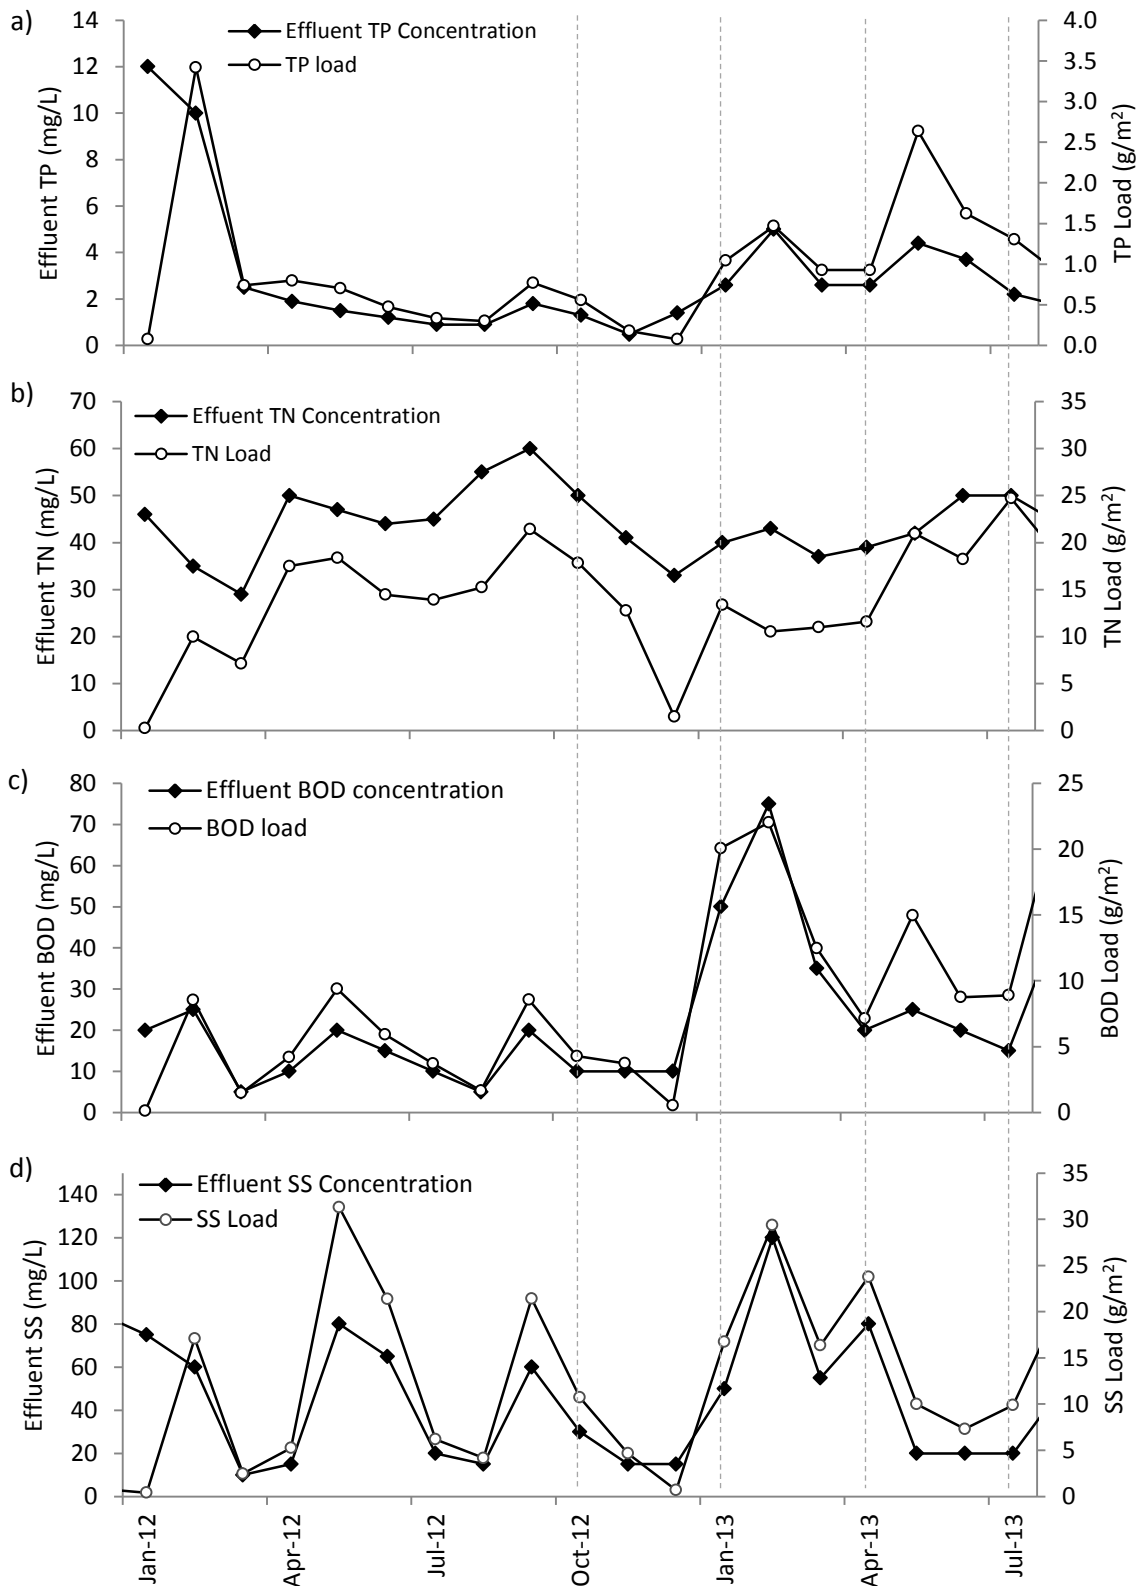 a)
Effluent TP Concentration
TP load
14
12
10
8
6
4
2
0
Effluent TP (mg/L)
4.0
3.5
3.0
2.5
2.0
1.5
1.0
0.5
0.0
TP Load (g/m²)
b)
Effuent TN Concentration
TN Load
70
60
50
40
30
20
10
0
Effluent TN (mg/L)
35
30
25
20
15
10
5
0
TN Load (g/m²)
c)
Effluent BOD concentration
BOD load
80
70
60
50
40
30
20
10
0
Effluent BOD (mg/L)
25
20
15
10
5
0
BOD Load (g/m²)
d)
Effluent SS Concentration
SS Load
140
120
100
80
60
40
20
0
Effluent SS (mg/L)
35
30
25
20
15
10
5
0
SS Load (g/m²)
Jan-12
Apr-12
Jul-12
Oct-12
Jan-13
Apr-13
Jul-13